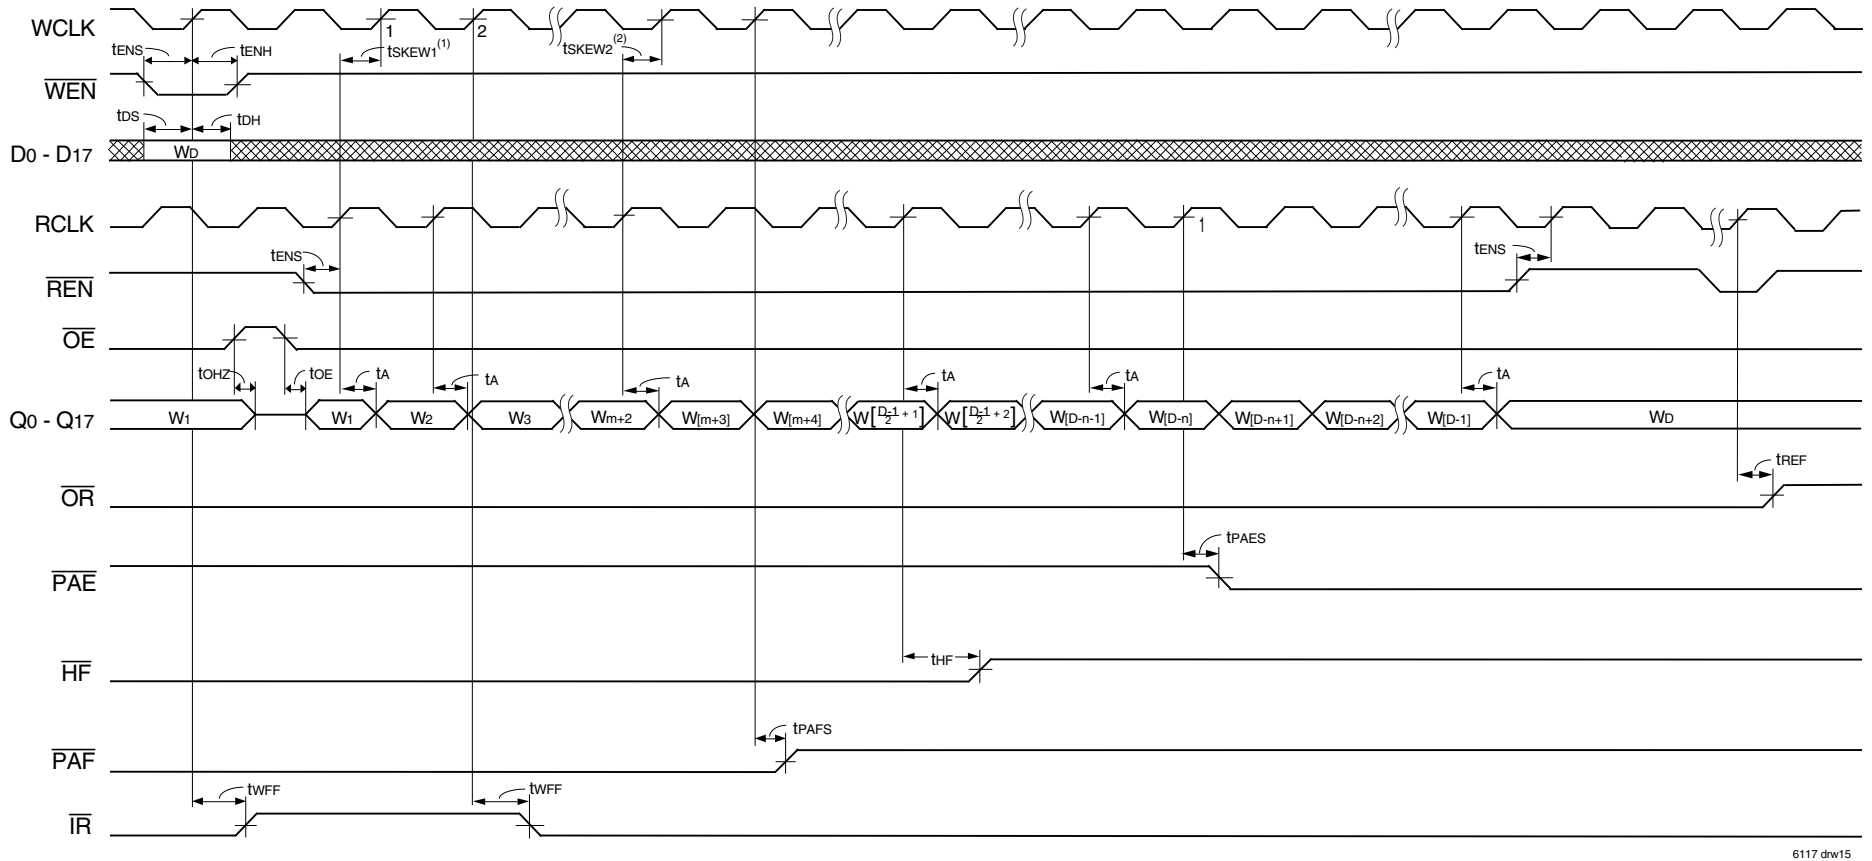 WCLK
1
2
tENS
tENH
tSKEW1(1)
tSKEW2(2)
WEN
tDS
tDH
D0 - D17
WD
RCLK
1
tENS
tENS
REN
OE
tOHZ
tOE
tA
tA
tA
tA
tA
tA
Q0 - Q17
W1
W1
W2
W3
Wm+2
W[m+3]
W[m+4]
W[D-1/2 + 1]
W[D-1/2 + 2]
W[D-n-1]
W[D-n]
W[D-n+1]
W[D-n+2]
W[D-1]
WD
tREF
OR
tPAES
PAE
tHF
HF
tPAFS
PAF
tWFF
tWFF
IR
6117 drw15